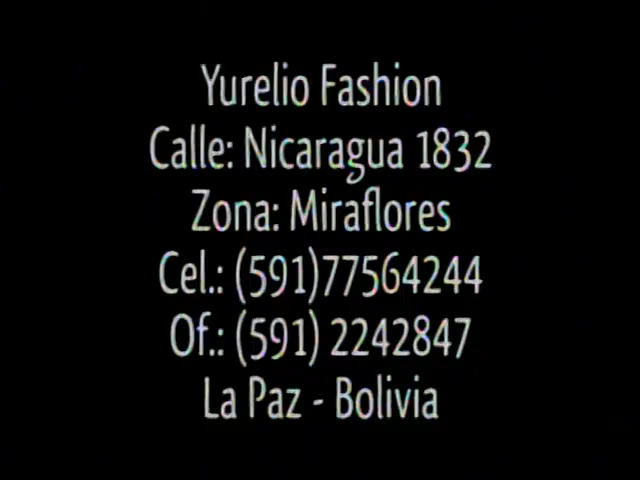 Yurelio Fashion
Calle: Nicaragua 1832
Zona: Miraflores
Cel.: (591)77564244
Of.: (591) 2242847
La Paz - Bolivia